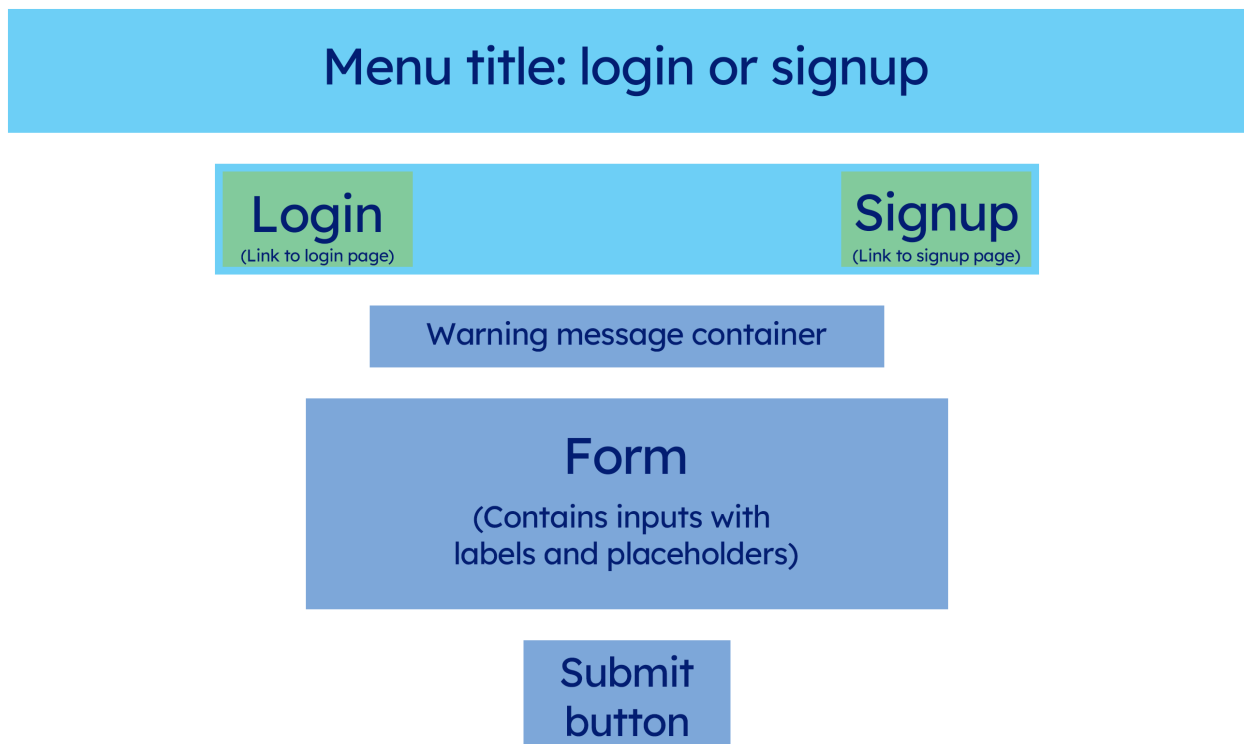 Menu title: login or signup
Login
(Link to login page)
Signup
(Link to signup page)
Warning message container
Form
(Contains inputs with
labels and placeholders)
Submit
button